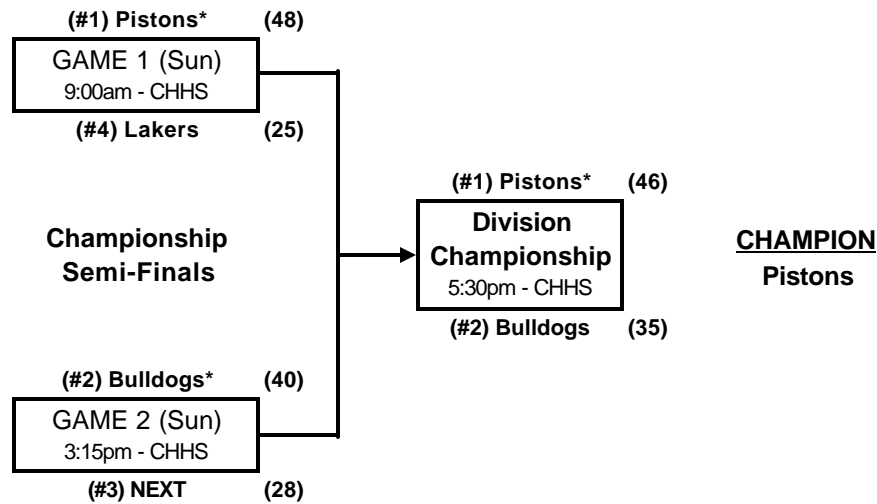 (#1) Pistons* (48)
GAME 1 (Sun)
9:00am - CHHS
(#4) Lakers (25)
(#1) Pistons* (46)
Division
Championship
5:30pm - CHHS
(#2) Bulldogs (35)
Championship
Semi-Finals
CHAMPION
Pistons
(#2) Bulldogs* (40)
GAME 2 (Sun)
3:15pm - CHHS
(#3) NEXT (28)